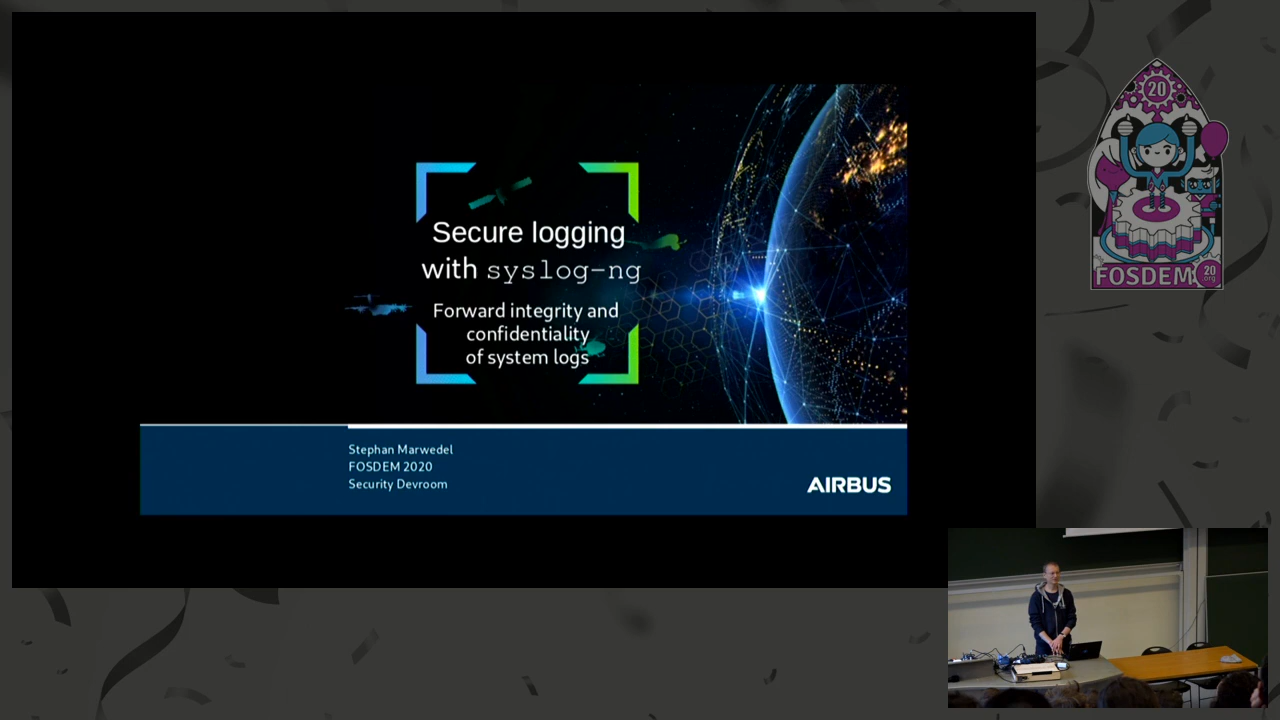 Secure logging
with syslog-ng
Forward integrity and
confidentiality
of system logs
Stephan Marwedel
FOSDEM 2020
Security Devroom
AIRBUS
20
FOSDEM
20
.org